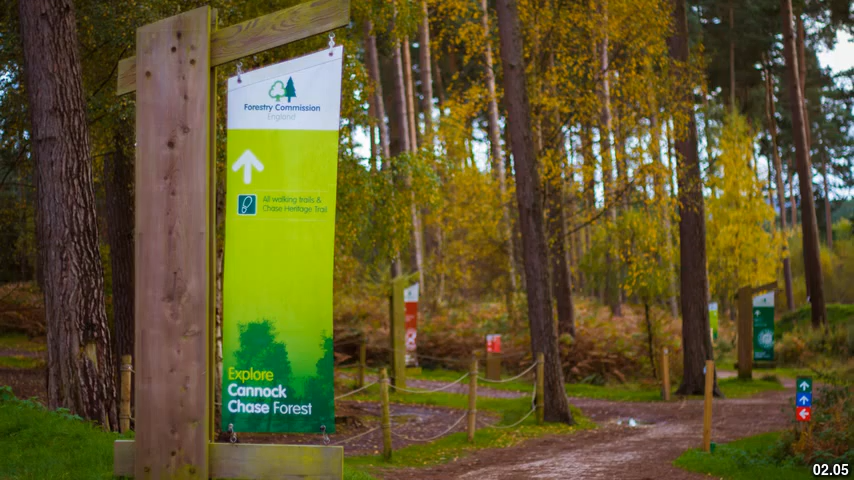 Forestry Commission
England
All walking trails &
Chase Heritage Trail
Explore
Cannock
Chase Forest
02.05